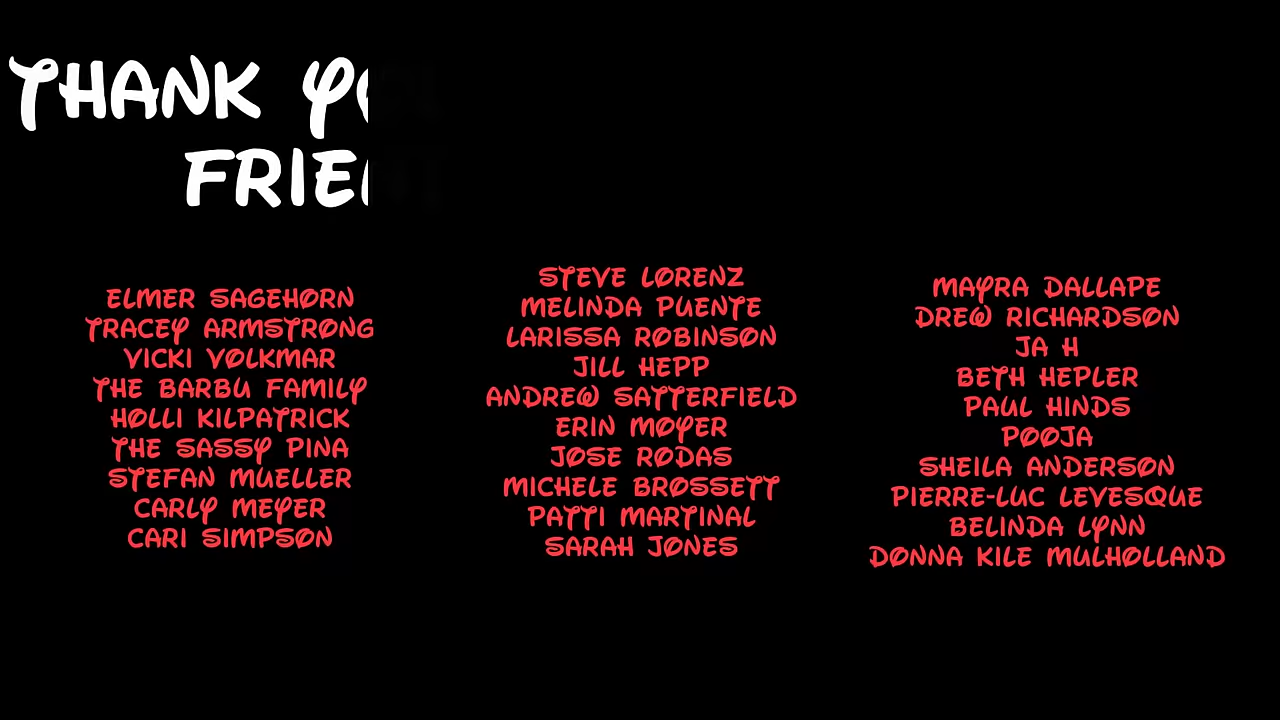 THANK YO
FRIE
ELMER SAGEHORN
TRACEY ARMSTRONG
VICKI VOLKMAR
THE BARBU FAMILY
HOLLI KILPATRICK
THE SASSY PINA
STEFAN MUELLER
CARLY MEYER
CARI SIMPSON
STEVE LORENZ
MELINDA PUENTE
LARISSA ROBINSON
JILL HEPP
ANDREW SATTERFIELD
ERIN MOYER
JOSE RODAS
MICHELE BROSSETT
PATTI MARTINAL
SARAH JONES
MAYRA DALLAPE
DREW RICHARDSON
JA H
BETH HEPLER
PAUL HINDS
POOJA
SHEILA ANDERSON
PIERRE-LUC LEVESQUE
BELINDA LYNN
DONNA KILE MULHOLLAND